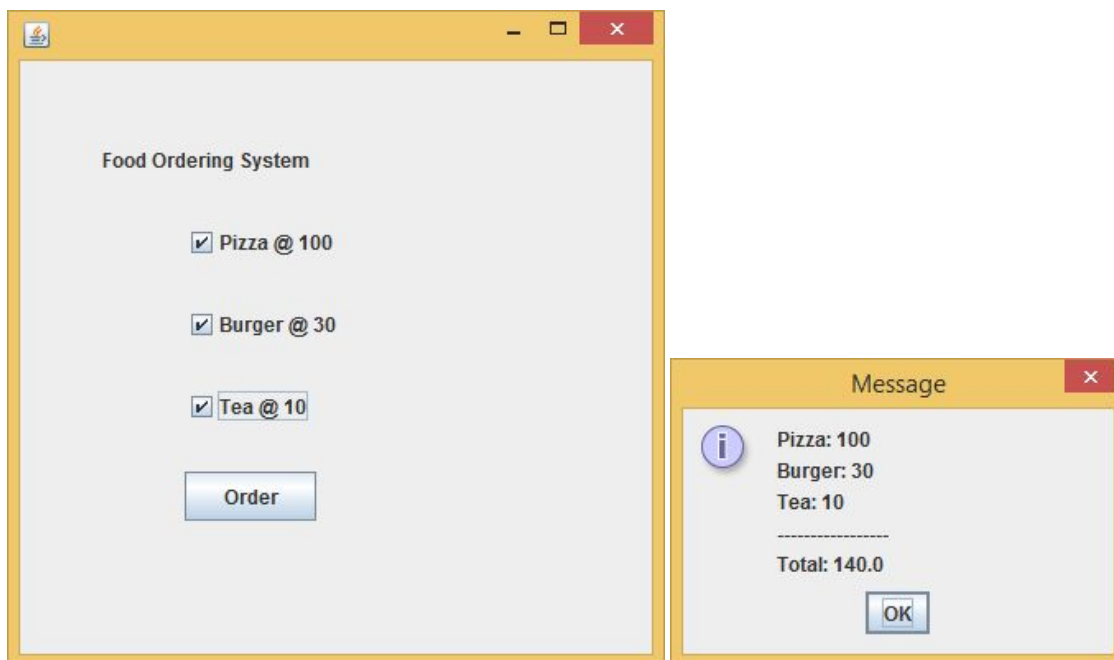 Food Ordering System
Pizza @ 100
Burger @ 30
Tea @ 10
Order
Message
Pizza: 100
Burger: 30
Tea: 10
-----------------
Total: 140.0
OK